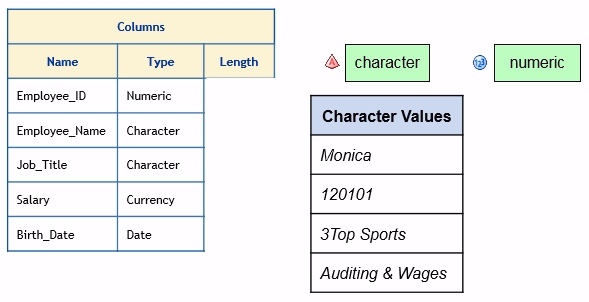 Columns
Name Type Length
Employee_ID Numeric
Employee_Name Character
Job_Title Character
Salary Currency
Birth_Date Date
A character 123 numeric
Character Values
Monica
120101
3Top Sports
Auditing & Wages